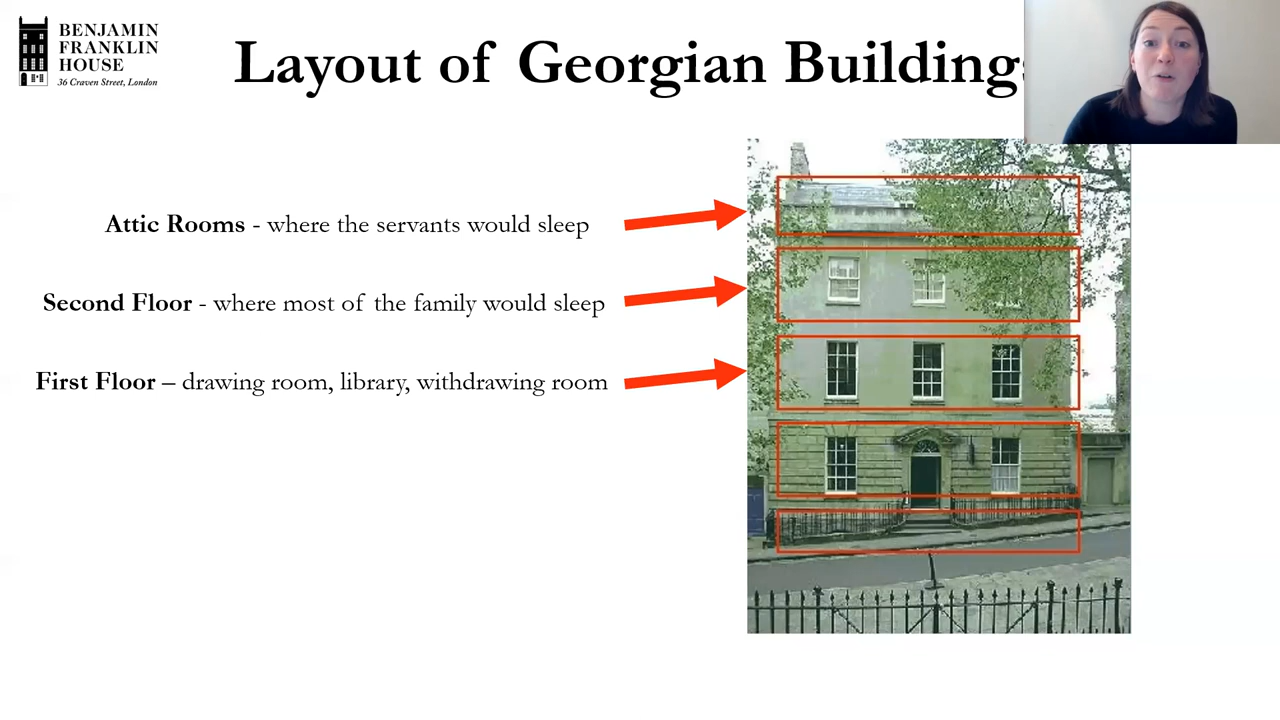 BENJAMIN
FRANKLIN
HOUSE
36 Craven Street, London
Layout of Georgian Buildings
Attic Rooms - where the servants would sleep
Second Floor - where most of the family would sleep
First Floor – drawing room, library, withdrawing room